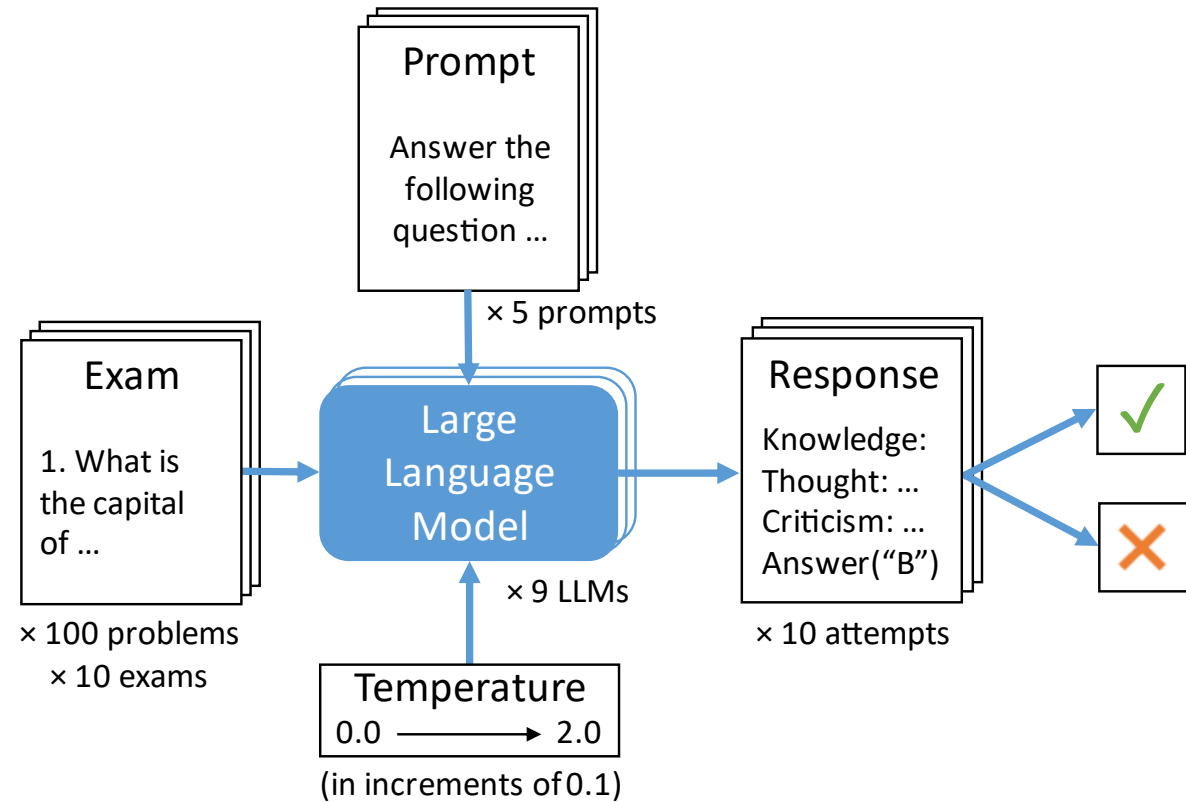 Prompt
Answer the
following
question ...
× 5 prompts
Exam
1. What is
the capital
of ...
× 100 problems
× 10 exams
Large
Language
Model
× 9 LLMs
Temperature
0.0
2.0
(in increments of 0.1)
Response
Knowledge:
Thought: ...
Criticism: ...
Answer(“B”)
× 10 attempts